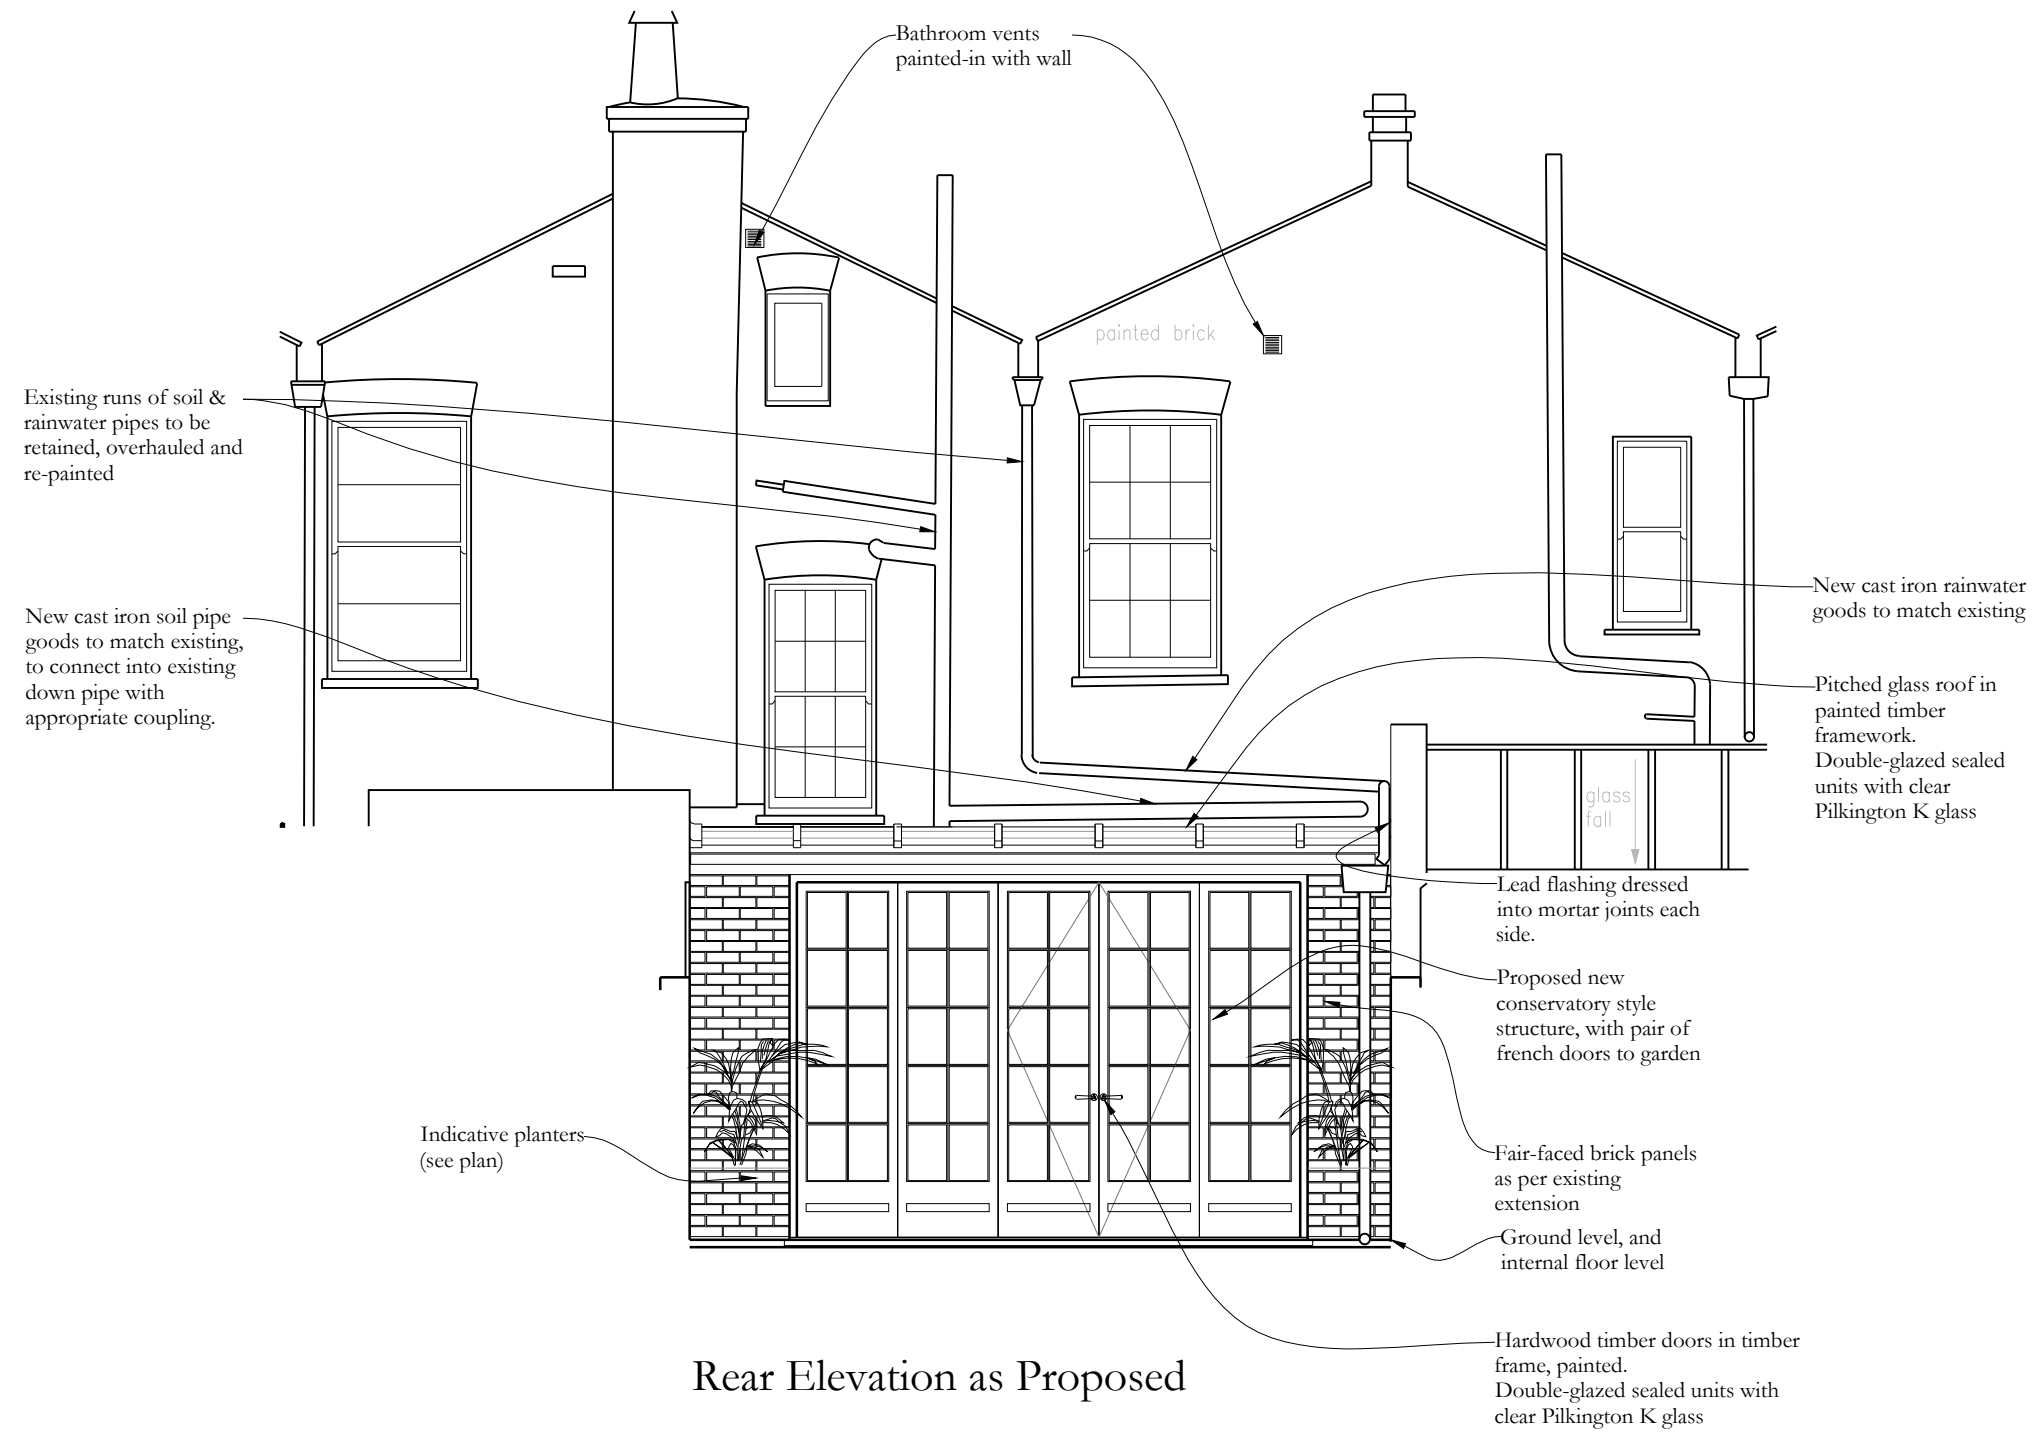 Bathroom vents
painted-in with wall
painted brick
Existing runs of soil &
rainwater pipes to be
retained, overhauled and
re-painted
New cast iron soil pipe
goods to match existing,
to connect into existing
down pipe with
appropriate coupling.
New cast iron rainwater
goods to match existing
Pitched glass roof in
painted timber
framework.
Double-glazed sealed
units with clear
Pilkington K glass
glass
fall
Lead flashing dressed
into mortar joints each
side.
Proposed new
conservatory style
structure, with pair of
french doors to garden
Indicative planters
(see plan)
Fair-faced brick panels
as per existing
extension
Ground level, and
internal floor level
Hardwood timber doors in timber
frame, painted.
Double-glazed sealed units with
clear Pilkington K glass
Rear Elevation as Proposed